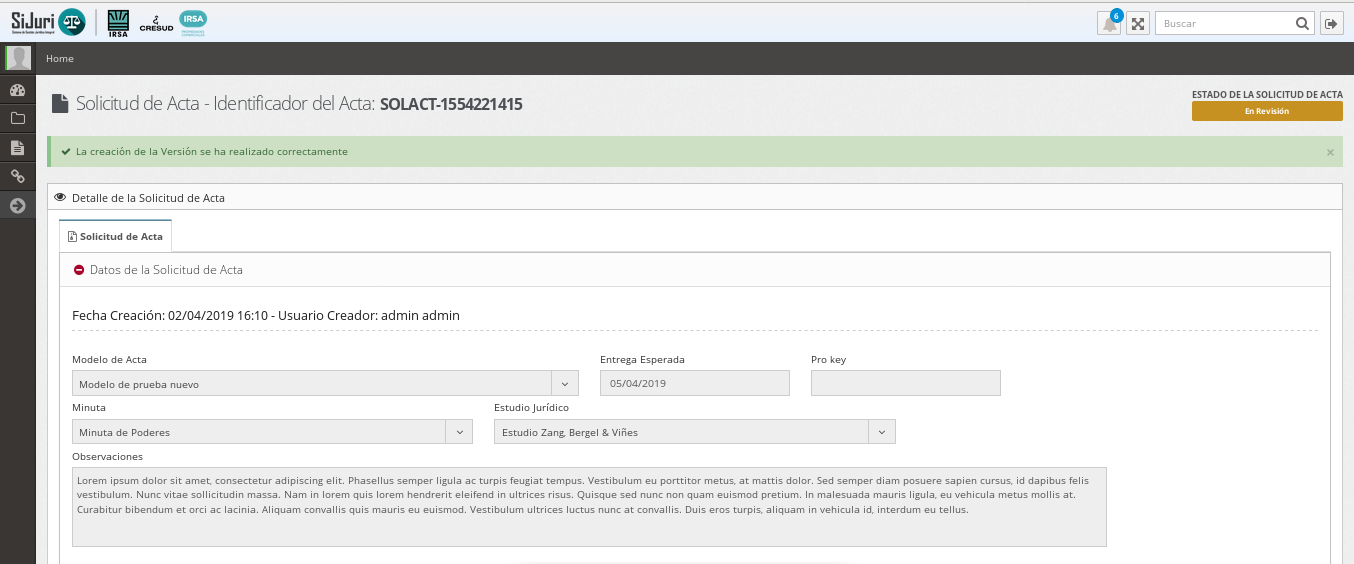 SiJuri
Sistema de Gestión Jurídica Integral
IRSA
CRESUD
IRSA
PROPIEDADES COMERCIALES
6
Buscar
Home
Solicitud de Acta - Identificador del Acta: SOLACT-1554221415
ESTADO DE LA SOLICITUD DE ACTA
En Revisión
La creación de la Versión se ha realizado correctamente
×
Detalle de la Solicitud de Acta
Solicitud de Acta
Datos de la Solicitud de Acta
Fecha Creación: 02/04/2019 16:10 - Usuario Creador: admin admin
Modelo de Acta
Entrega Esperada
Pro key
Modelo de prueba nuevo
05/04/2019
Minuta
Estudio Jurídico
Minuta de Poderes
Estudio Zang, Bergel & Viñes
Observaciones
Lorem ipsum dolor sit amet, consectetur adipiscing elit. Phasellus semper ligula ac turpis feugiat tempus. Vestibulum eu porttitor metus, at mattis dolor. Sed semper diam posuere sapien cursus, id dapibus felis
vestibulum. Nunc vitae sollicitudin massa. Nam in lorem quis lorem hendrerit eleifend in ultrices risus. Quisque sed nunc non quam euismod pretium. In malesuada mauris ligula, eu vehicula metus mollis at.
Curabitur bibendum et orci ac lacinia. Aliquam convallis quis mauris eu euismod. Vestibulum ultrices luctus nunc at convallis. Duis eros turpis, aliquam in vehicula id, interdum eu tellus.